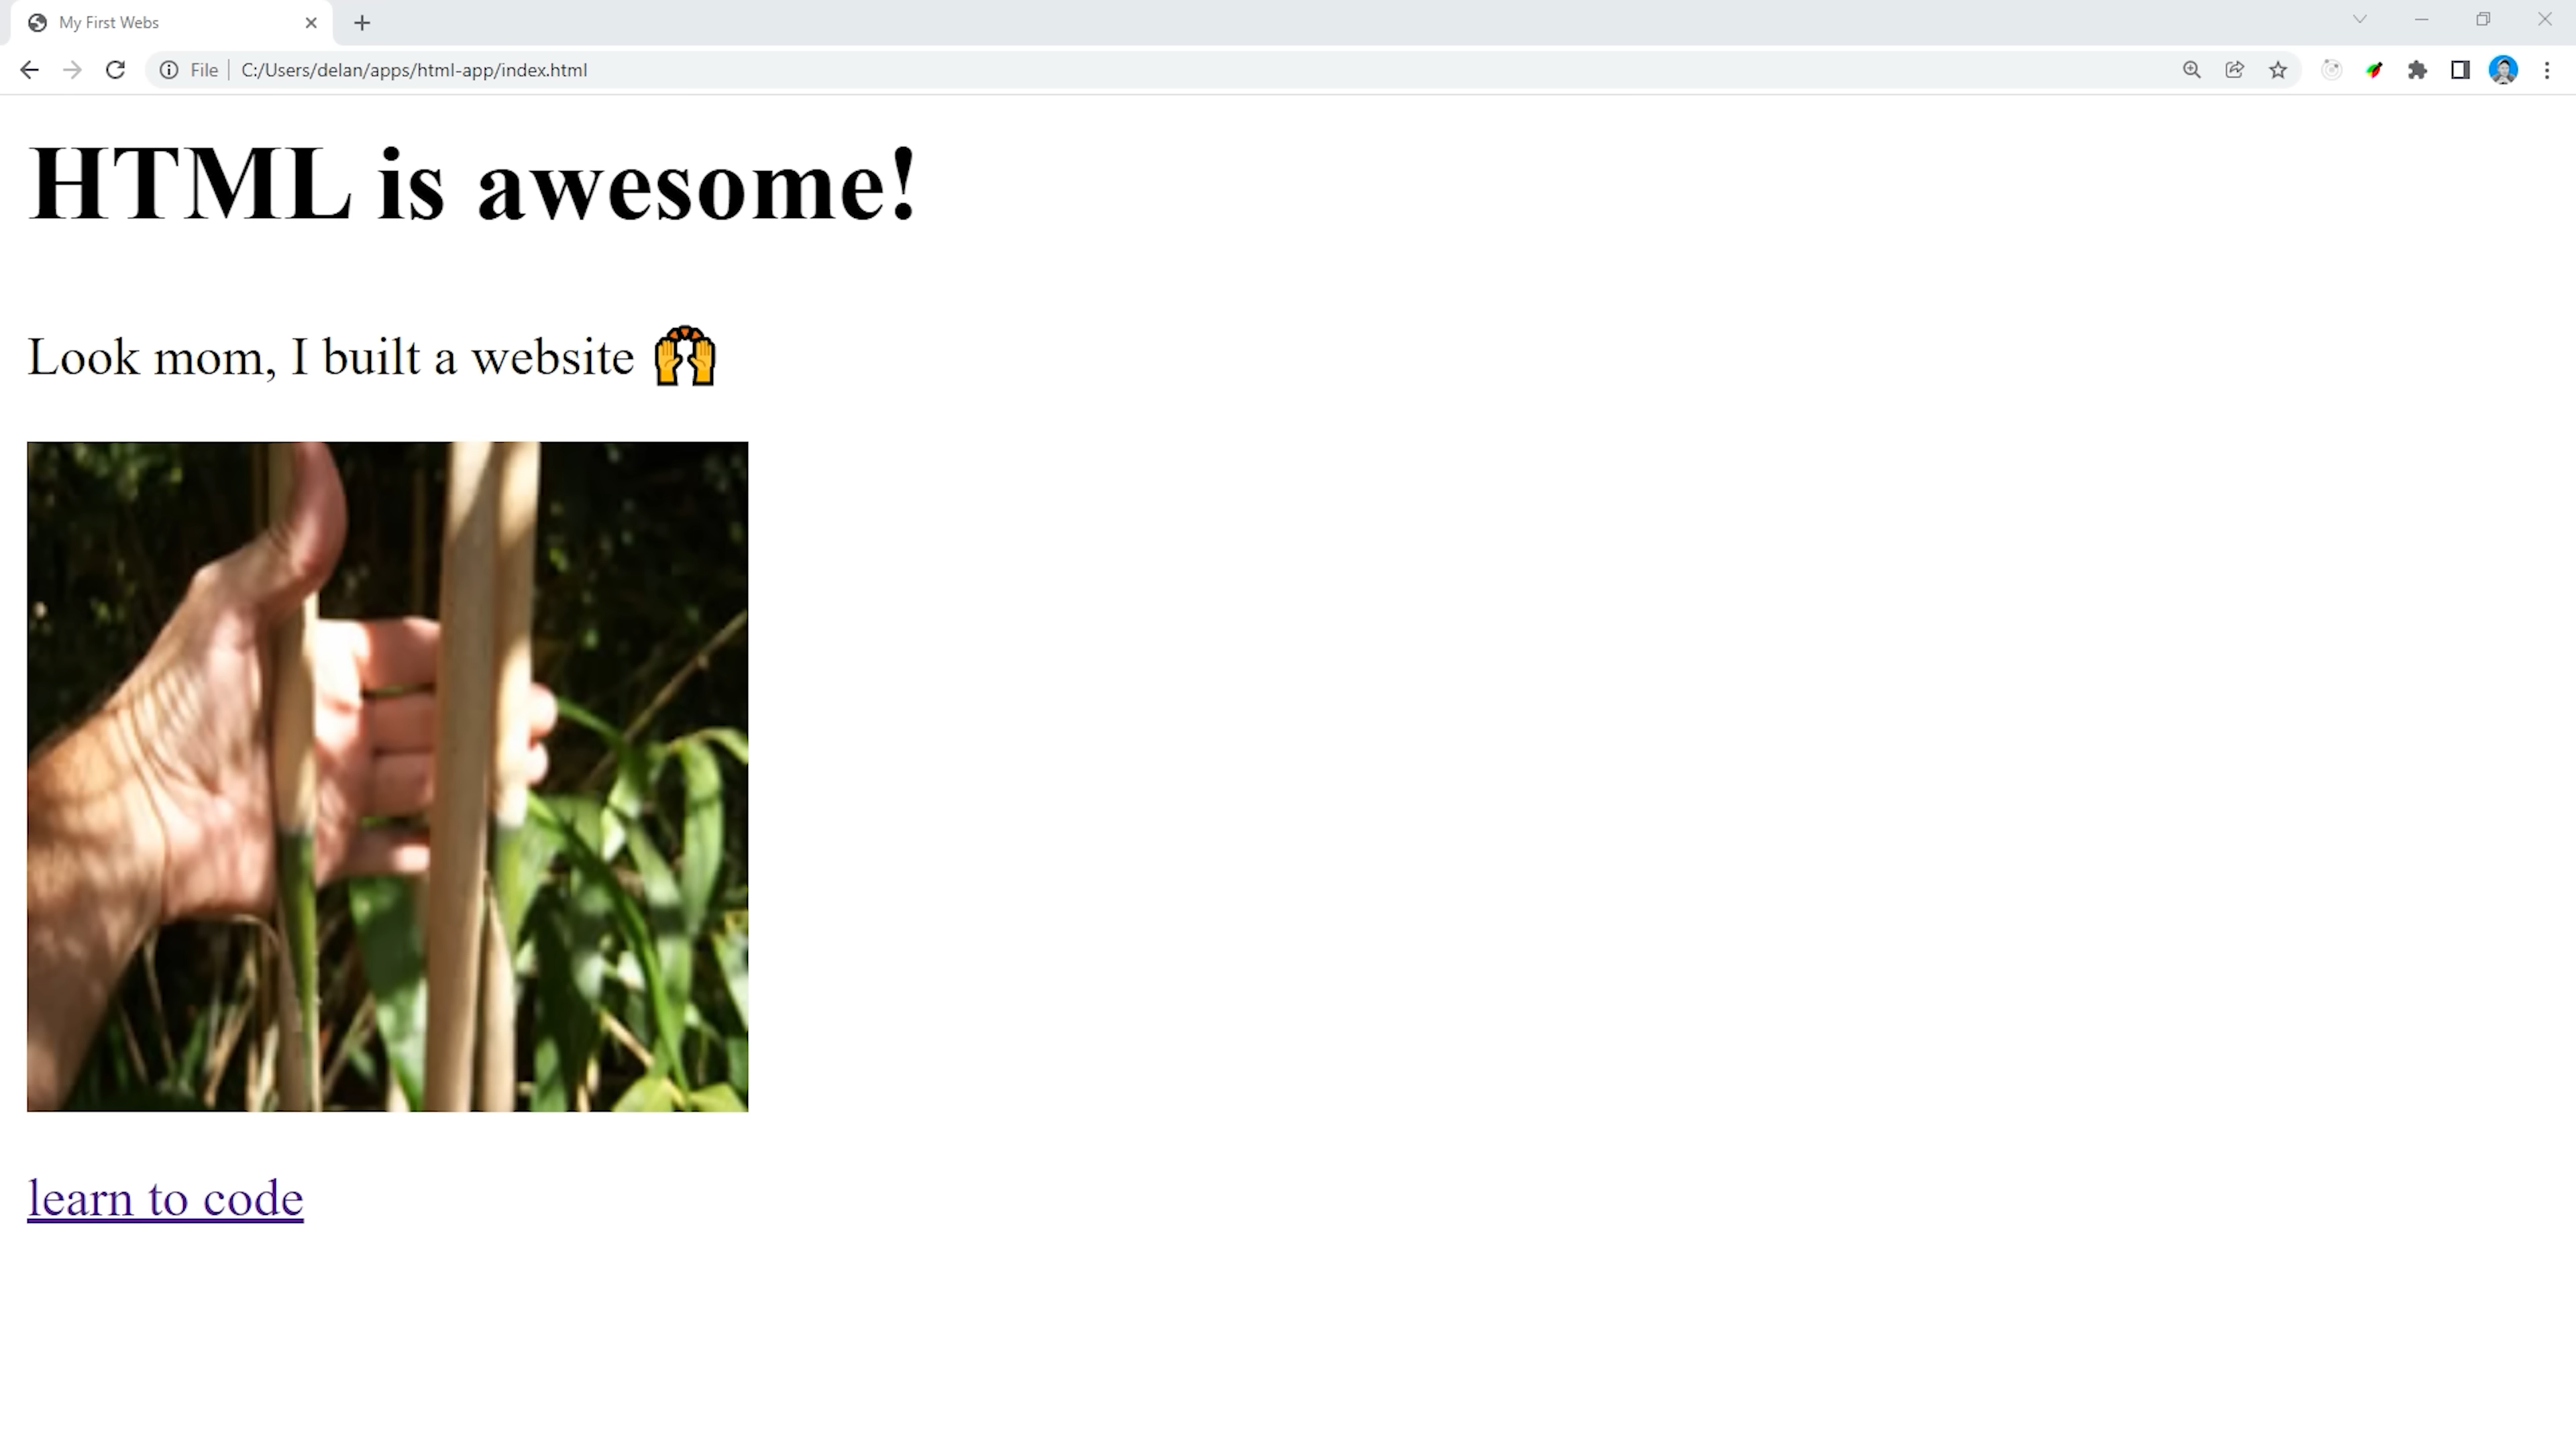 My First Webs
File
C:/Users/delan/apps/html-app/index.html
HTML is awesome!
Look mom, I built a website 🙌
learn to code